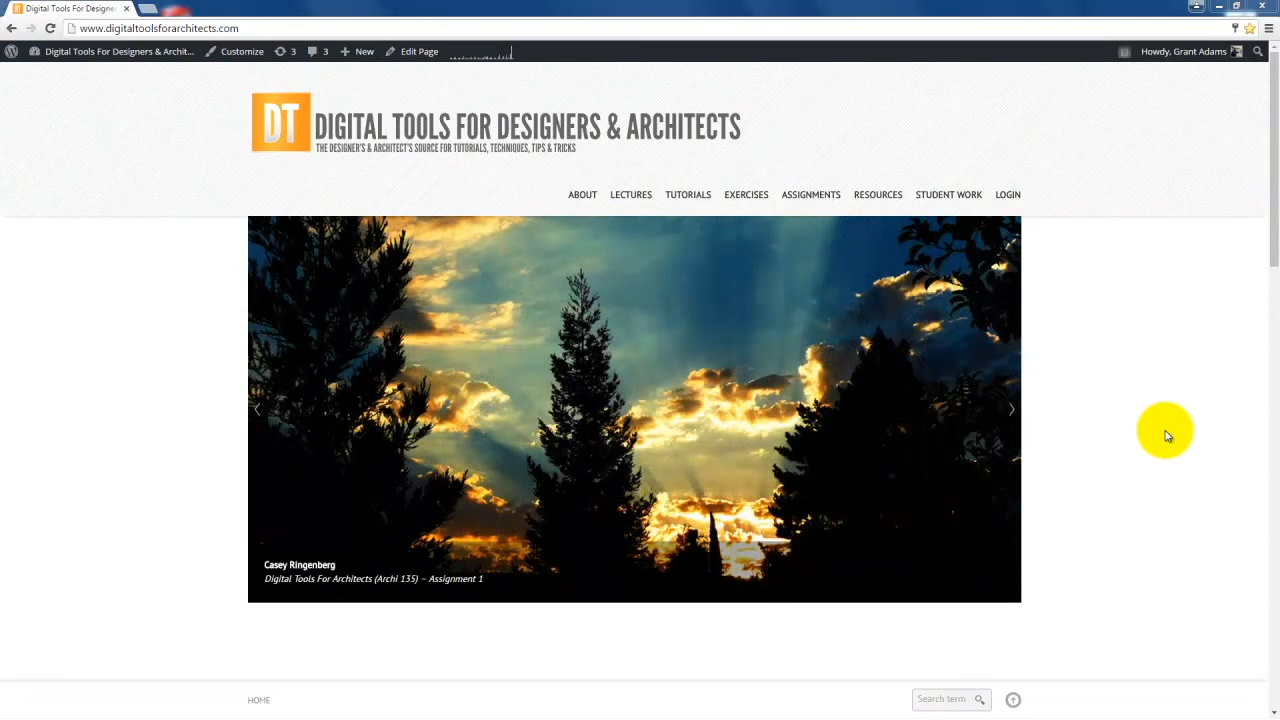 Digital Tools For Designe
www.digitaltoolsforarchitects.com
Digital Tools For Designers & Archit... Customize 3 3 New Edit Page Howdy, Grant Adams
DT DIGITAL TOOLS FOR DESIGNERS & ARCHITECTS
THE DESIGNER'S & ARCHITECT'S SOURCE FOR TUTORIALS, TECHNIQUES, TIPS & TRICKS
ABOUT LECTURES TUTORIALS EXERCISES ASSIGNMENTS RESOURCES STUDENT WORK LOGIN
Casey Ringenberg
Digital Tools For Architects (Archi 135) – Assignment 1
HOME Search term